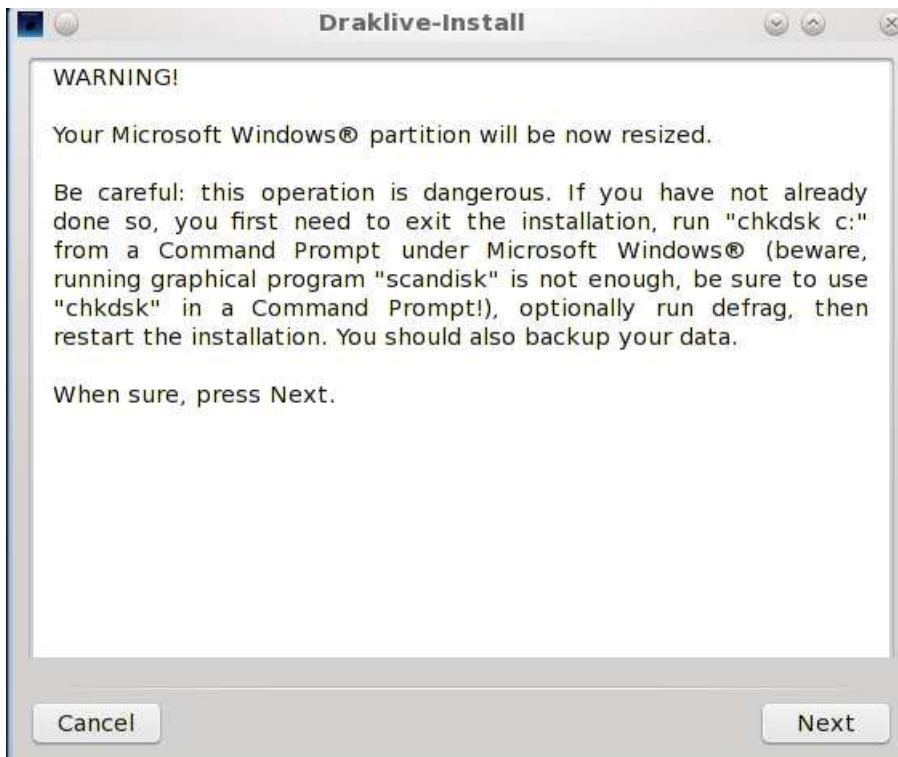 Draklive-Install
WARNING!
Your Microsoft Windows® partition will be now resized.
Be careful: this operation is dangerous. If you have not already
done so, you first need to exit the installation, run "chkdsk c:"
from a Command Prompt under Microsoft Windows® (beware,
running graphical program "scandisk" is not enough, be sure to use
"chkdsk" in a Command Prompt!), optionally run defrag, then
restart the installation. You should also backup your data.
When sure, press Next.
Cancel
Next